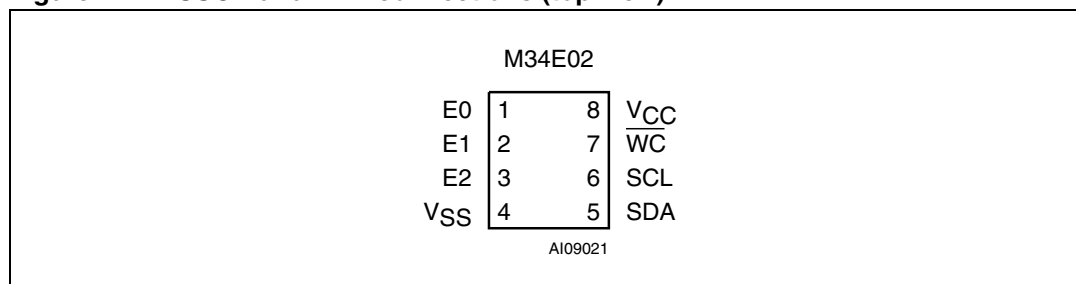 M34E02
E0 1 8 VCC
E1 2 7 WC
E2 3 6 SCL
VSS 4 5 SDA
AI09021